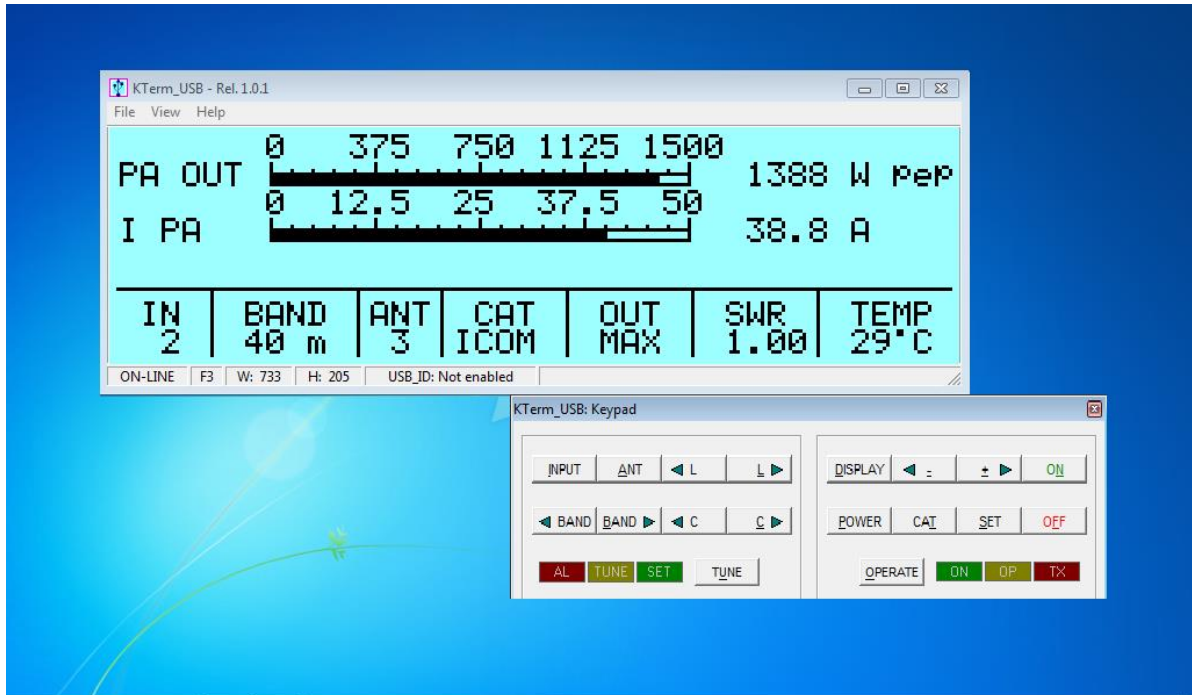 KTerm_USB - Rel. 1.0.1
File View Help
0 375 750 1125 1500
PA OUT 1388 W pep
0 12.5 25 37.5 50
I PA 38.8 A
IN BAND ANT CAT OUT SWR TEMP
2 40 m 3 ICOM MAX 1.00 29°C
ON-LINE F3 W: 733 H: 205 USB_ID: Not enabled
KTerm_USB: Keypad
INPUT ANT L L DISPLAY - + ON
BAND BAND C C POWER CAT SET OFF
AL TUNE SET TUNE OPERATE ON OP TX